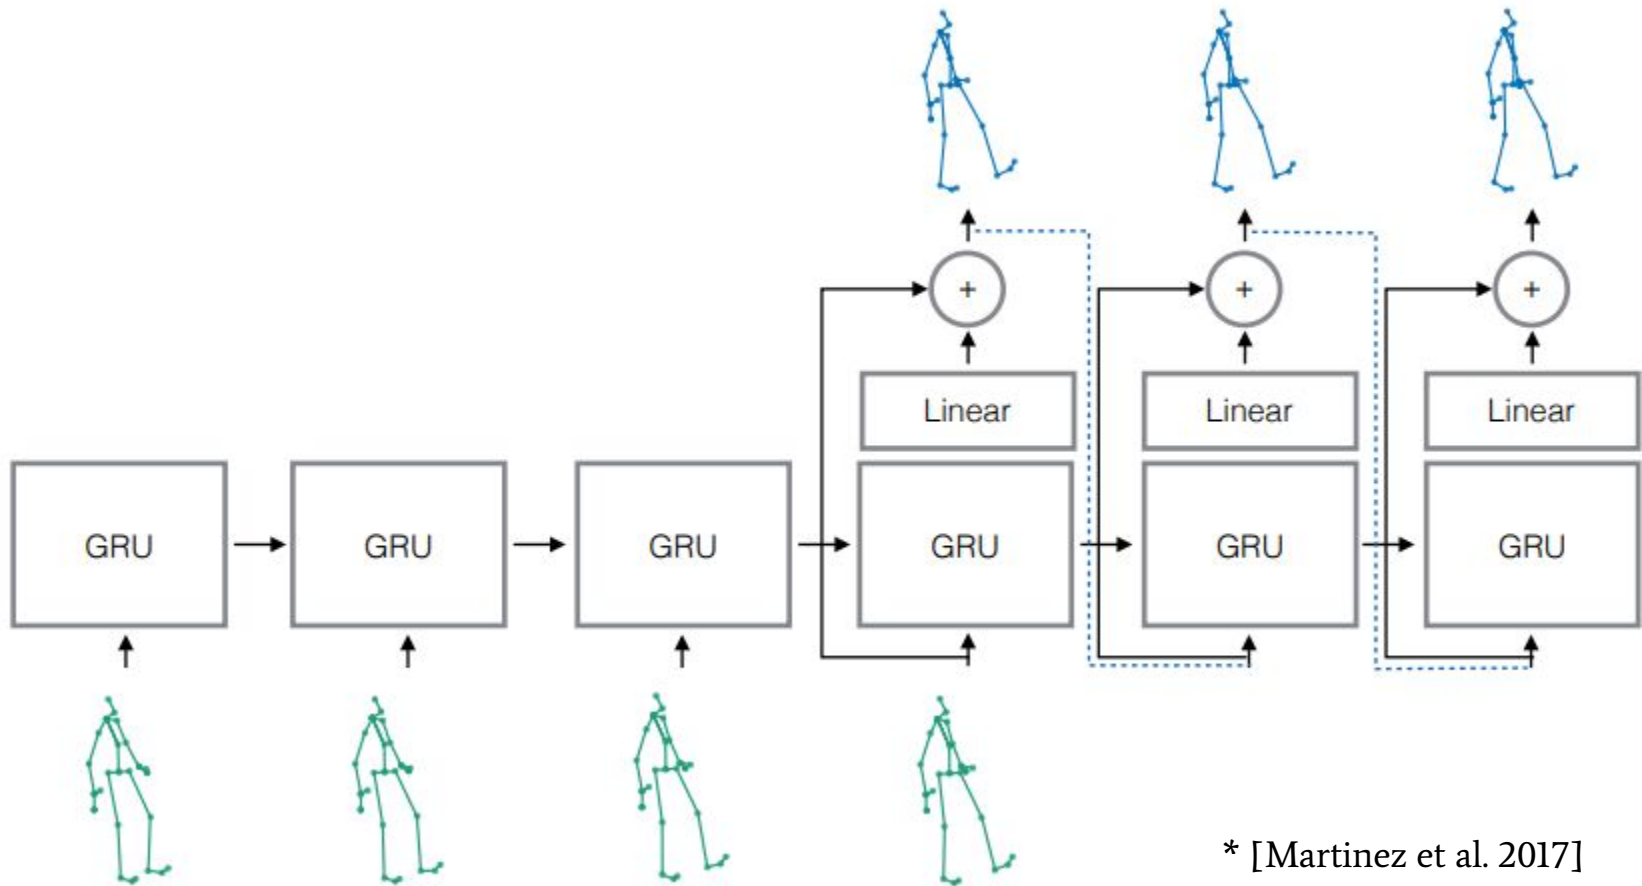 + + +
Linear Linear Linear
GRU GRU GRU GRU GRU GRU
* [Martinez et al. 2017]